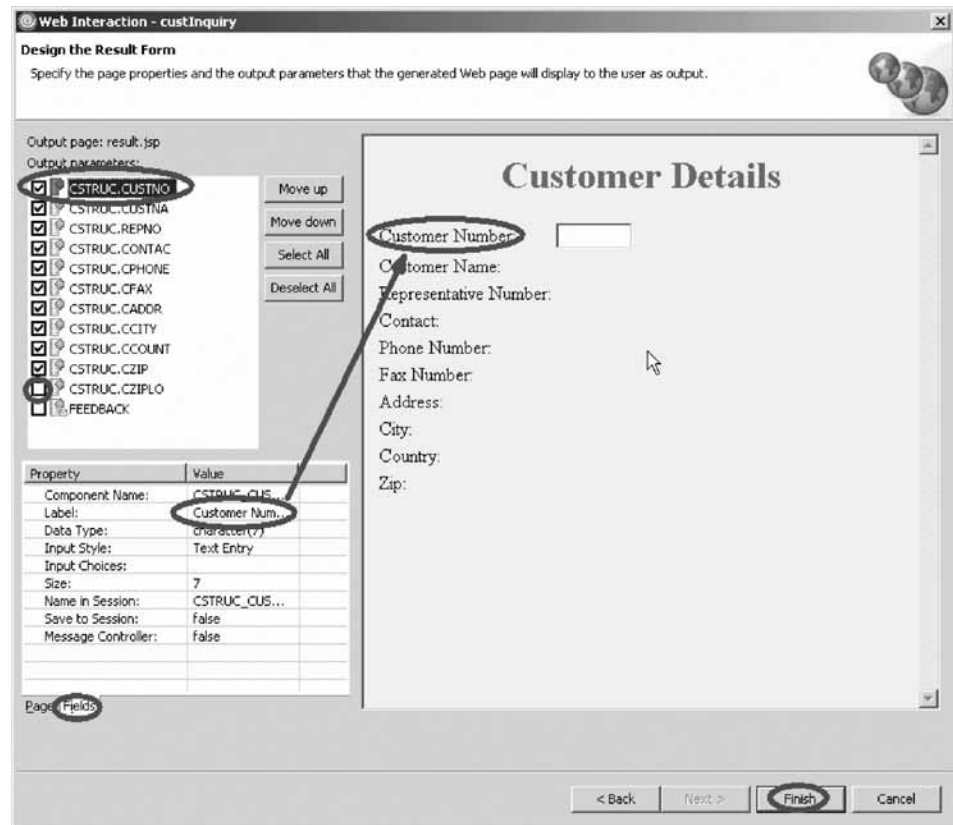 Web Interaction - custInquiry
Design the Result Form
Specify the page properties and the output parameters that the generated Web page will display to the user as output.
Output page: result.jsp
Output parameters:
CSTRUC.CUSTNO
CSTRUC.CUSTNA
CSTRUC.REPNO
CSTRUC.CONTAC
CSTRUC.CPHONE
CSTRUC.CFAX
CSTRUC.CADDR
CSTRUC.CCITY
CSTRUC.CCOUNT
CSTRUC.CZIP
CSTRUC.CZIPLO
FEEDBACK
Move up
Move down
Select All
Deselect All
Property Value
Component Name: CSTRUC_CUS...
Label: Customer Num...
Data Type: character(7)
Input Style: Text Entry
Input Choices:
Size: 7
Name in Session: CSTRUC_CUS...
Save to Session: false
Message Controller: false
Page Fields
Customer Details
Customer Number:
Customer Name:
Representative Number:
Contact:
Phone Number:
Fax Number:
Address:
City:
Country:
Zip:
< Back Next > Finish Cancel